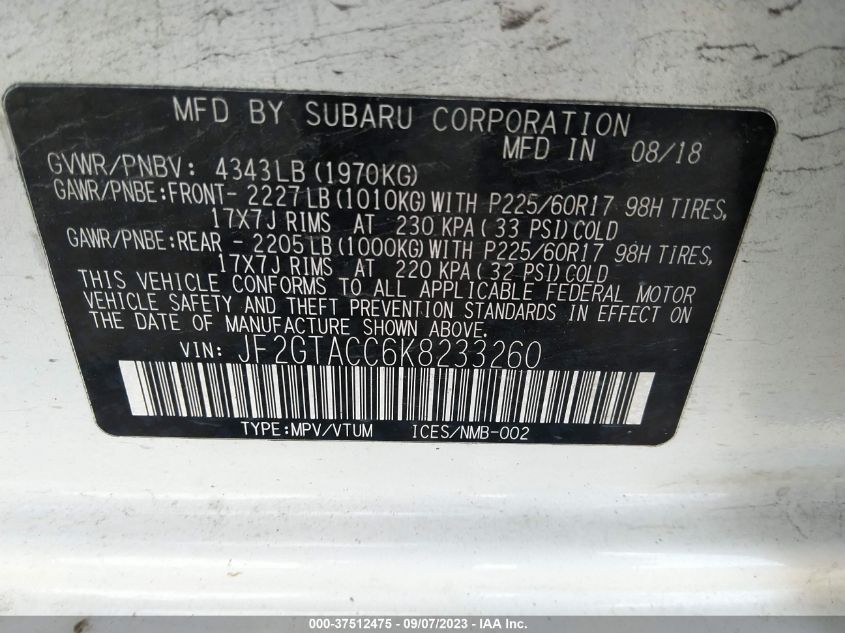 MFD BY SUBARU CORPORATION
MFD IN 08/18
GVWR/PNBV: 4343LB (1970KG)
GAWR/PNBE:FRONT- 2227LB (1010KG) WITH P225/60R17 98H TIRES,
17X7J RIMS AT 230 KPA ( 33 PSI) COLD
GAWR/PNBE:REAR - 2205LB (1000KG) WITH P225/60R17 98H TIRES,
17X7J RIMS AT 220 KPA ( 32 PSI) COLD
THIS VEHICLE CONFORMS TO ALL APPLICABLE FEDERAL MOTOR
VEHICLE SAFETY AND THEFT PREVENTION STANDARDS IN EFFECT ON
THE DATE OF MANUFACTURE SHOWN ABOVE.
VIN: JF2GTACC6K8233260
TYPE:MPV/VTUM ICES/NMB-002
000-37512475 - 09/07/2023 - IAA Inc.